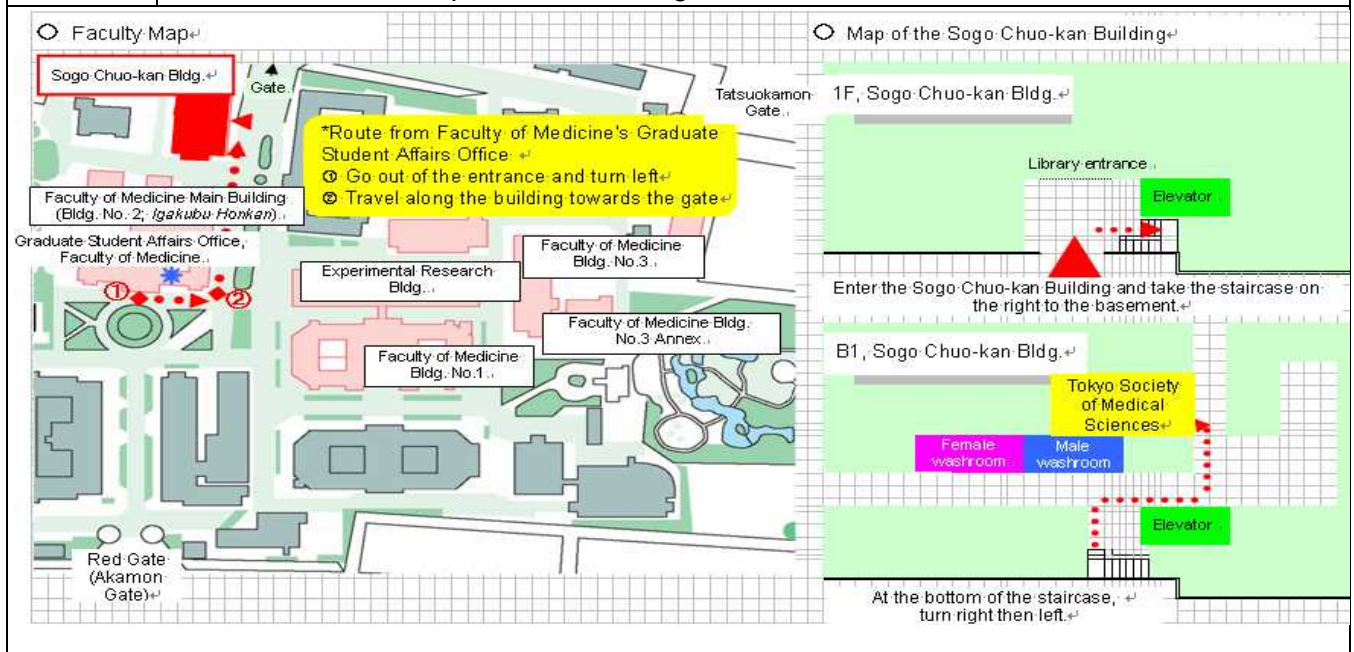 ○ Faculty Map↵
Sogo Chuo-kan Bldg.↵
Gate.
Tatsuokamon
Gate.
*Route from Faculty of Medicine's Graduate
Student Affairs Office ↵
① Go out of the entrance and turn left↵
② Travel along the building towards the gate↵
Faculty of Medicine Main Building
(Bldg. No. 2; Igakubu Honkan).
Graduate Student Affairs Office,
Faculty of Medicine.
①
②
Experimental Research
Bldg.
Faculty of Medicine
Bldg. No.3.
Faculty of Medicine Bldg.
No.3 Annex.
Faculty of Medicine
Bldg. No.1.
Red Gate
(Akamon
Gate)↵
○ Map of the Sogo Chuo-kan Building↵
1F, Sogo Chuo-kan Bldg.↵
Library entrance.
Elevator.
Enter the Sogo Chuo-kan Building and take the staircase on
the right to the basement.↵
B1, Sogo Chuo-kan Bldg.↵
Tokyo Society
of Medical
Sciences↵
Female
washroom.
Male
washroom.
Elevator.
At the bottom of the staircase, ↵
turn right then left.↵